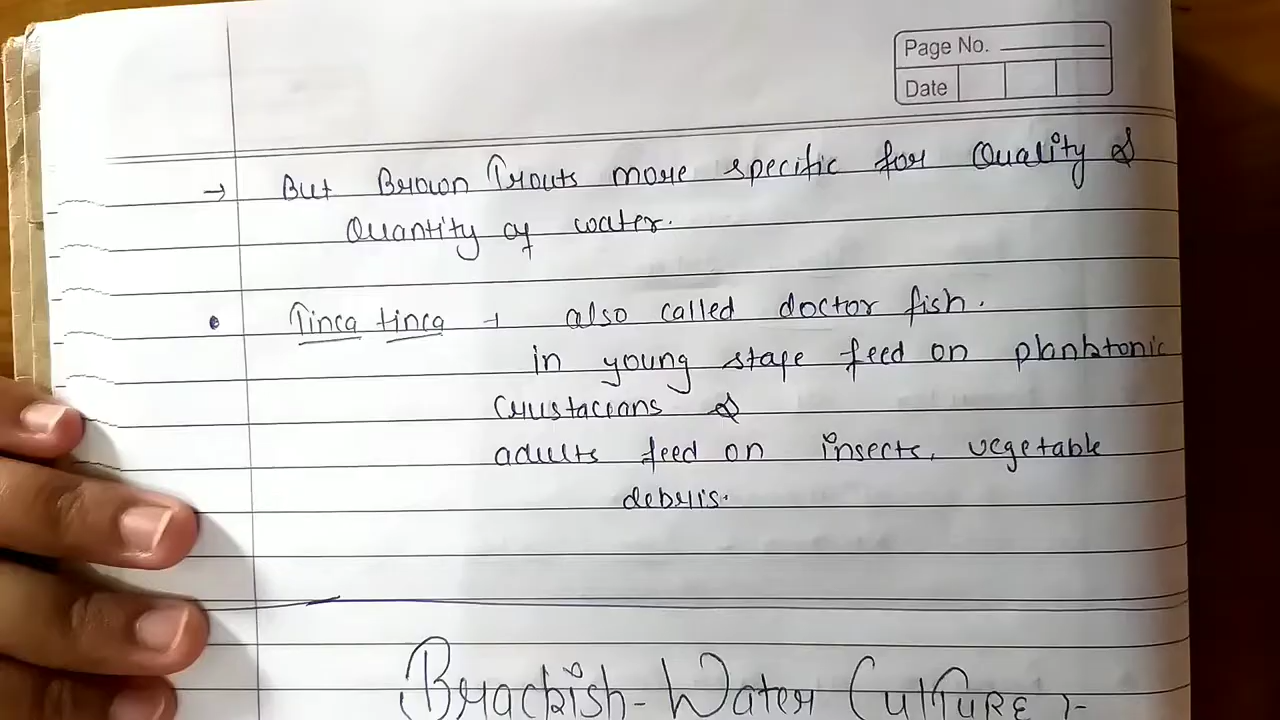 Page No.
Date
→ But Brown Trouts more specific for Quality &
Quantity of water.
• Tinca tinca → also called doctor fish.
in young stage feed on planktonic
crustacians &
adults feed on insects, vegetable
debris.
Brackish-Water Culture :-